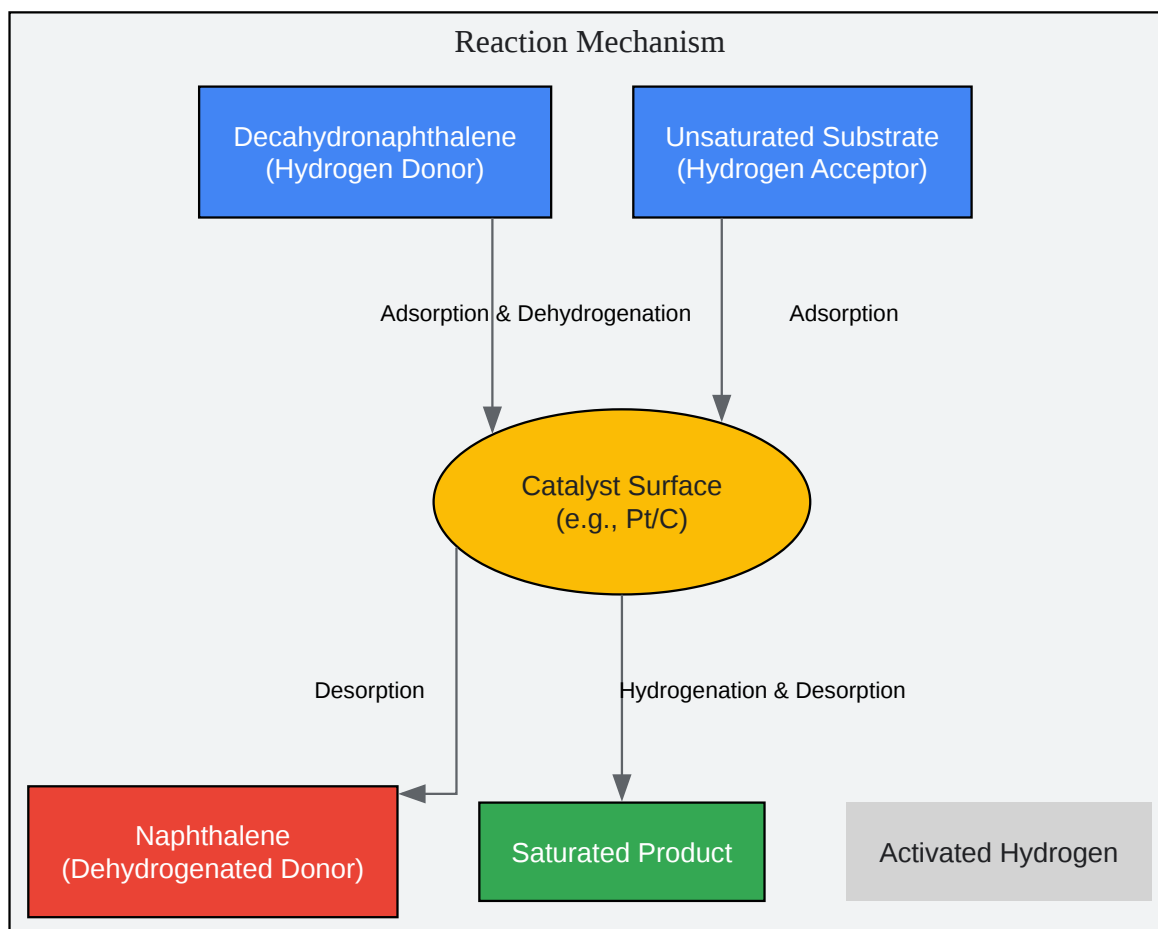 Reaction Mechanism
Decahydronaphthalene
(Hydrogen Donor)
Unsaturated Substrate
(Hydrogen Acceptor)
Adsorption & Dehydrogenation
Adsorption
Catalyst Surface
(e.g., Pt/C)
Desorption
Hydrogenation & Desorption
Naphthalene
(Dehydrogenated Donor)
Saturated Product
Activated Hydrogen